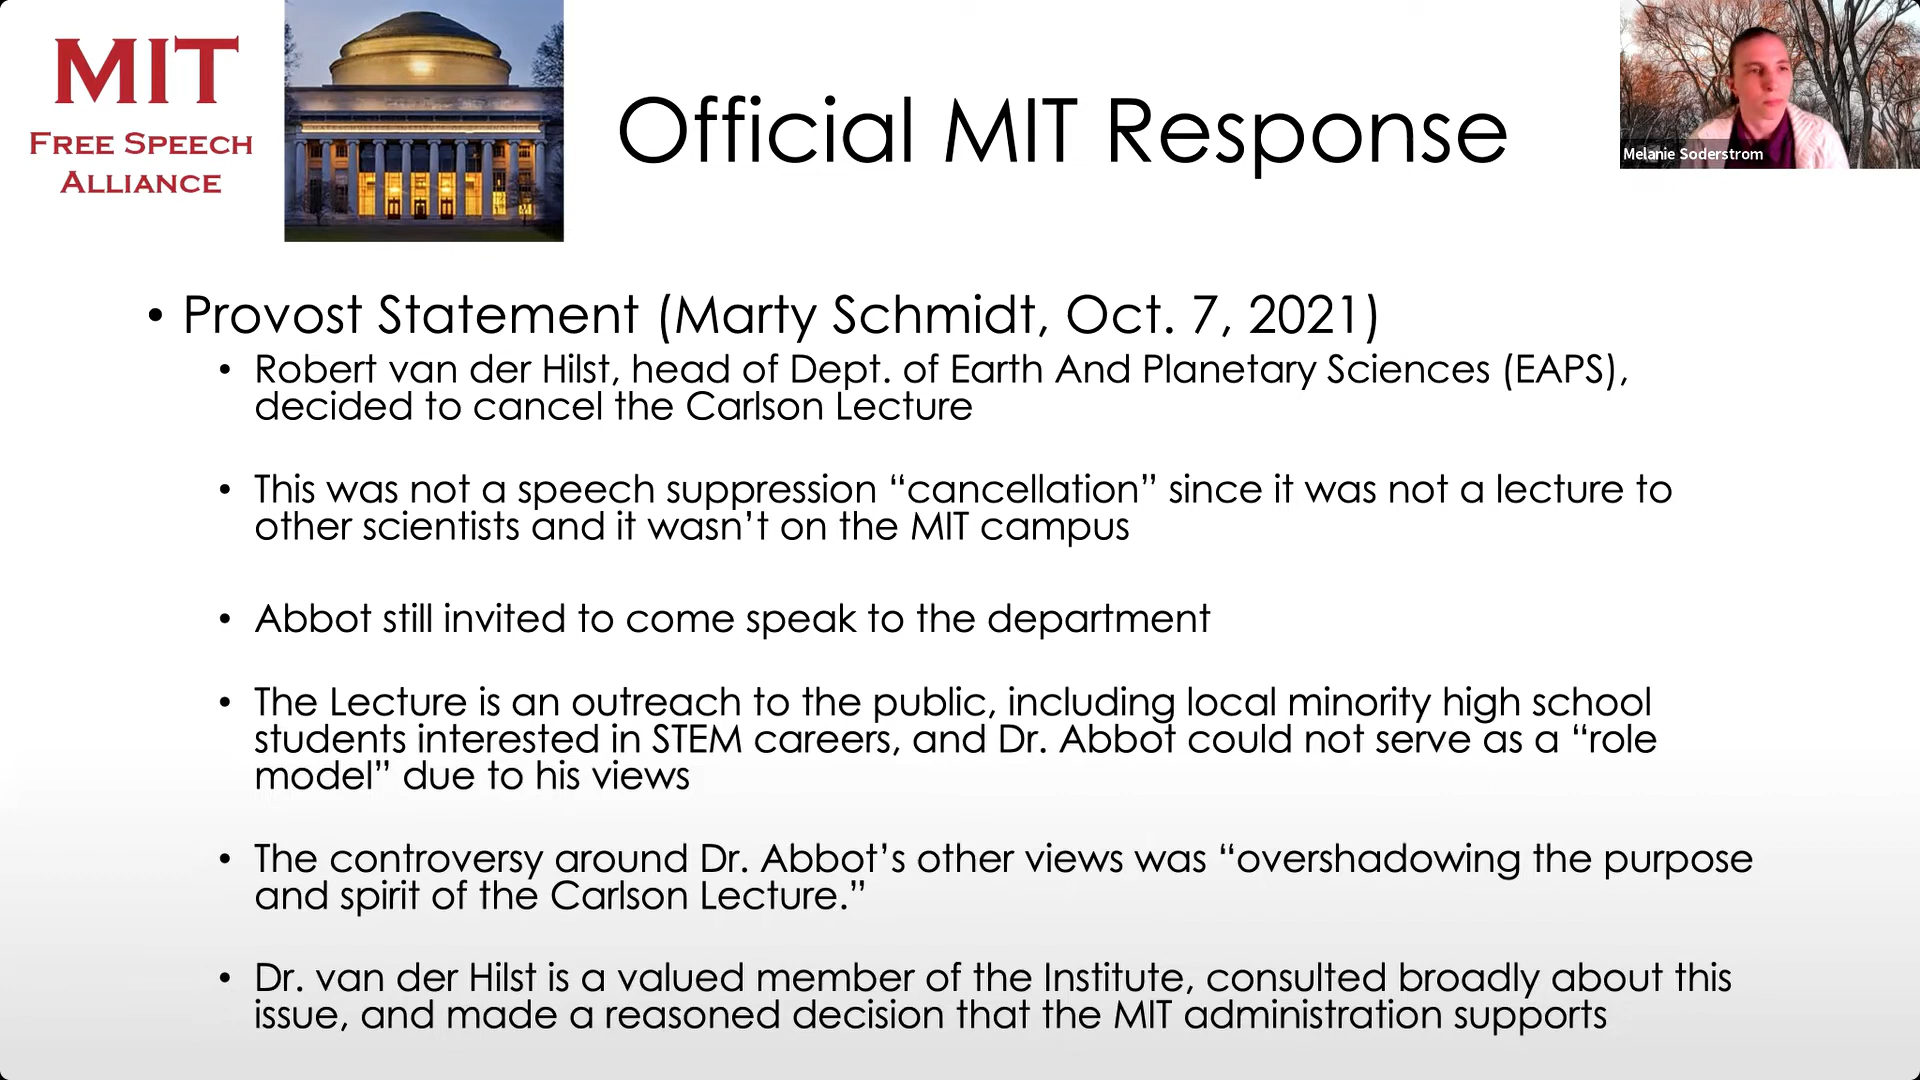 MIT
FREE SPEECH
ALLIANCE
Official MIT Response
Melanie Soderstrom
• Provost Statement (Marty Schmidt, Oct. 7, 2021)
• Robert van der Hilst, head of Dept. of Earth And Planetary Sciences (EAPS),
decided to cancel the Carlson Lecture
• This was not a speech suppression “cancellation” since it was not a lecture to
other scientists and it wasn’t on the MIT campus
• Abbot still invited to come speak to the department
• The Lecture is an outreach to the public, including local minority high school
students interested in STEM careers, and Dr. Abbot could not serve as a “role
model” due to his views
• The controversy around Dr. Abbot’s other views was “overshadowing the purpose
and spirit of the Carlson Lecture.”
• Dr. van der Hilst is a valued member of the Institute, consulted broadly about this
issue, and made a reasoned decision that the MIT administration supports